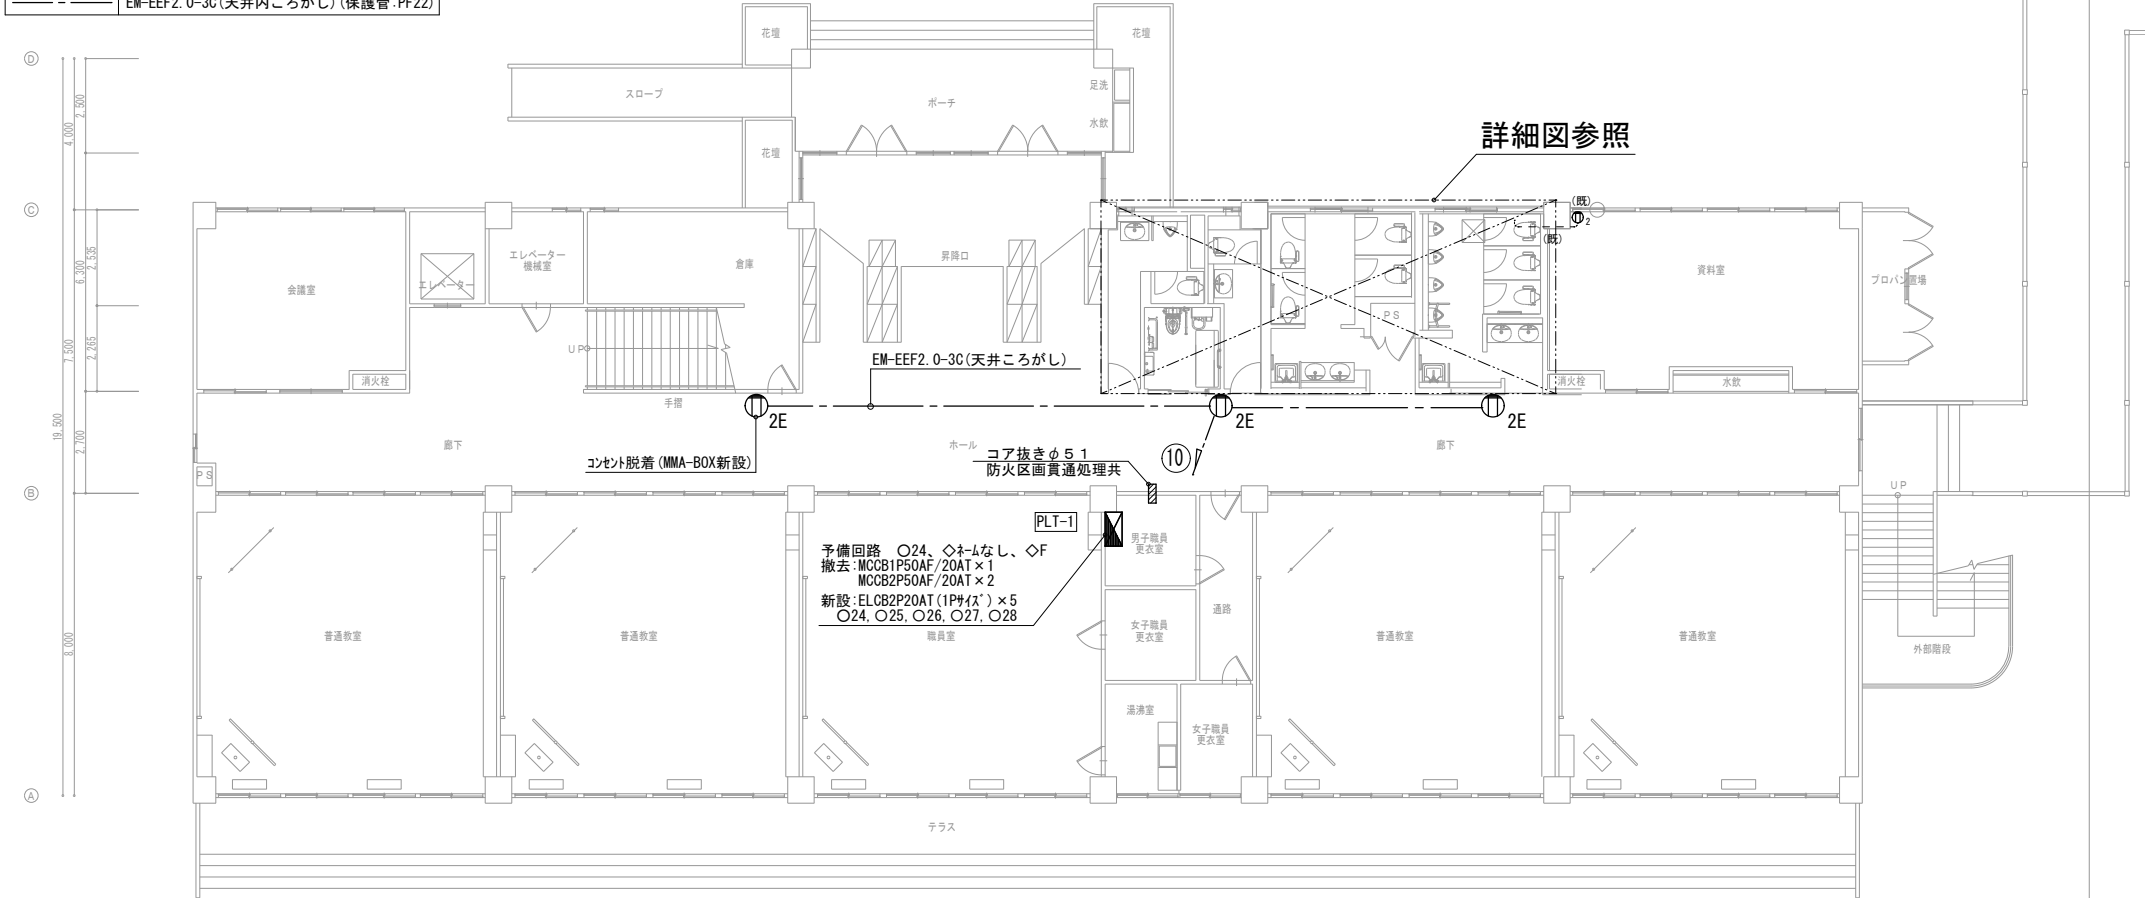 EM-EEF2.0-3C(天井内ころがし)(保護管:PF22)
花壇
花壇
D
スロープ
ポーチ
足洗
水飲
花壇
2,500
4,000
詳細図参照
C
(既)
2
(既)
エレベーター
機械室
倉庫
昇降口
会議室
エレベーター
資料室
プロパン置場
2,535
6,300
PS
UP
2,265
7,500
EM-EEF2.0-3C(天井ころがし)
消火栓
消火栓
水飲
手摺
2E
2E
2E
19,500
2,700
廊下
ホール
廊下
コンセント脱着(MMA-BOX新設)
コア抜きφ51
防火区画貫通処理共
10
PS
B
UP
PLT-1
男子職員
更衣室
予備回路 ○24、◇ネームなし、◇F
撤去:MCCB1P50AF/20AT×1
MCCB2P50AF/20AT×2
新設:ELCB2P20AT(1Pサイズ)×5
○24,○25,○26,○27,○28
通路
女子職員
更衣室
普通教室
普通教室
職員室
普通教室
普通教室
8,000
外部階段
湯沸室
女子職員
更衣室
A
テラス